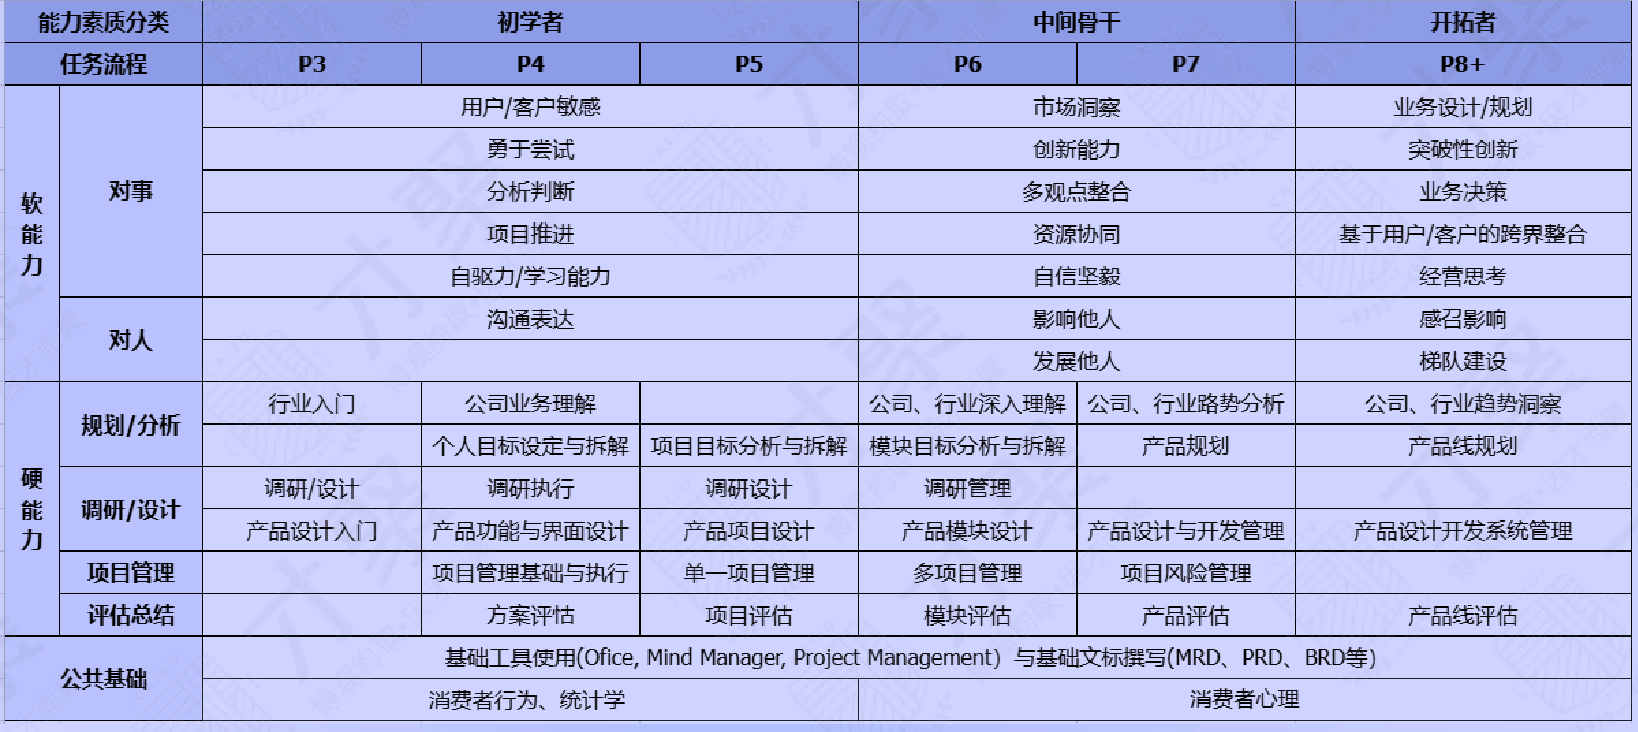 能力素质分类 初学者 中间骨干 开拓者
任务流程 P3 P4 P5 P6 P7 P8+
软能力 对事 用户/客户敏感 市场洞察 业务设计/规划
勇于尝试 创新能力 突破性创新
分析判断 多观点整合 业务决策
项目推进 资源协同 基于用户/客户的跨界整合
自驱力/学习能力 自信坚毅 经营思考
对人 沟通表达 影响他人 感召影响
发展他人 梯队建设
硬能力 规划/分析 行业入门 公司业务理解 公司、行业深入理解 公司、行业路势分析 公司、行业趋势洞察
个人目标设定与拆解 项目目标分析与拆解 模块目标分析与拆解 产品规划 产品线规划
调研/设计 调研/设计 调研执行 调研设计 调研管理
产品设计入门 产品功能与界面设计 产品项目设计 产品模块设计 产品设计与开发管理 产品设计开发系统管理
项目管理 项目管理基础与执行 单一项目管理 多项目管理 项目风险管理
评估总结 方案评估 项目评估 模块评估 产品评估 产品线评估
公共基础 基础工具使用(Ofice, Mind Manager, Project Management）与基础文标撰写(MRD、PRD、BRD等）
消费者行为、统计学 消费者心理